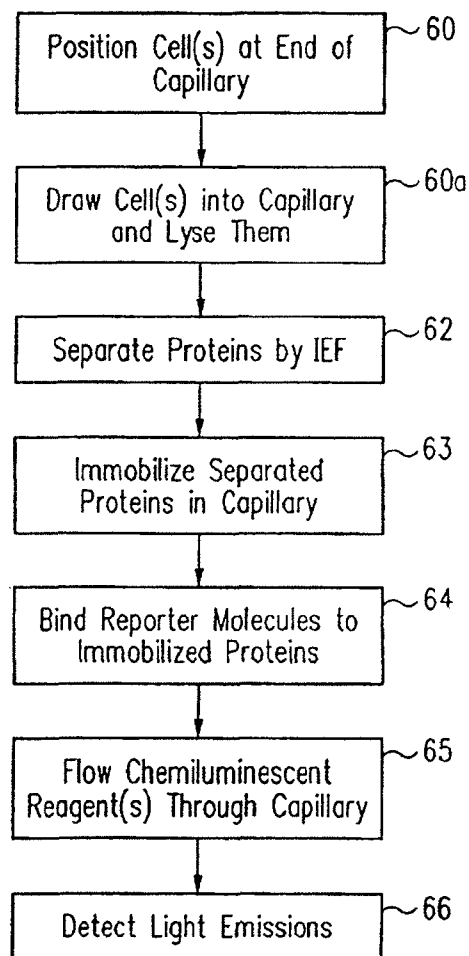 Position Cell(s) at End of
Capillary
60
Draw Cell(s) into Capillary
and Lyse Them
60a
Separate Proteins by IEF
62
Immobilize Separated
Proteins in Capillary
63
Bind Reporter Molecules to
Immobilized Proteins
64
Flow Chemiluminescent
Reagent(s) Through Capillary
65
Detect Light Emissions
66